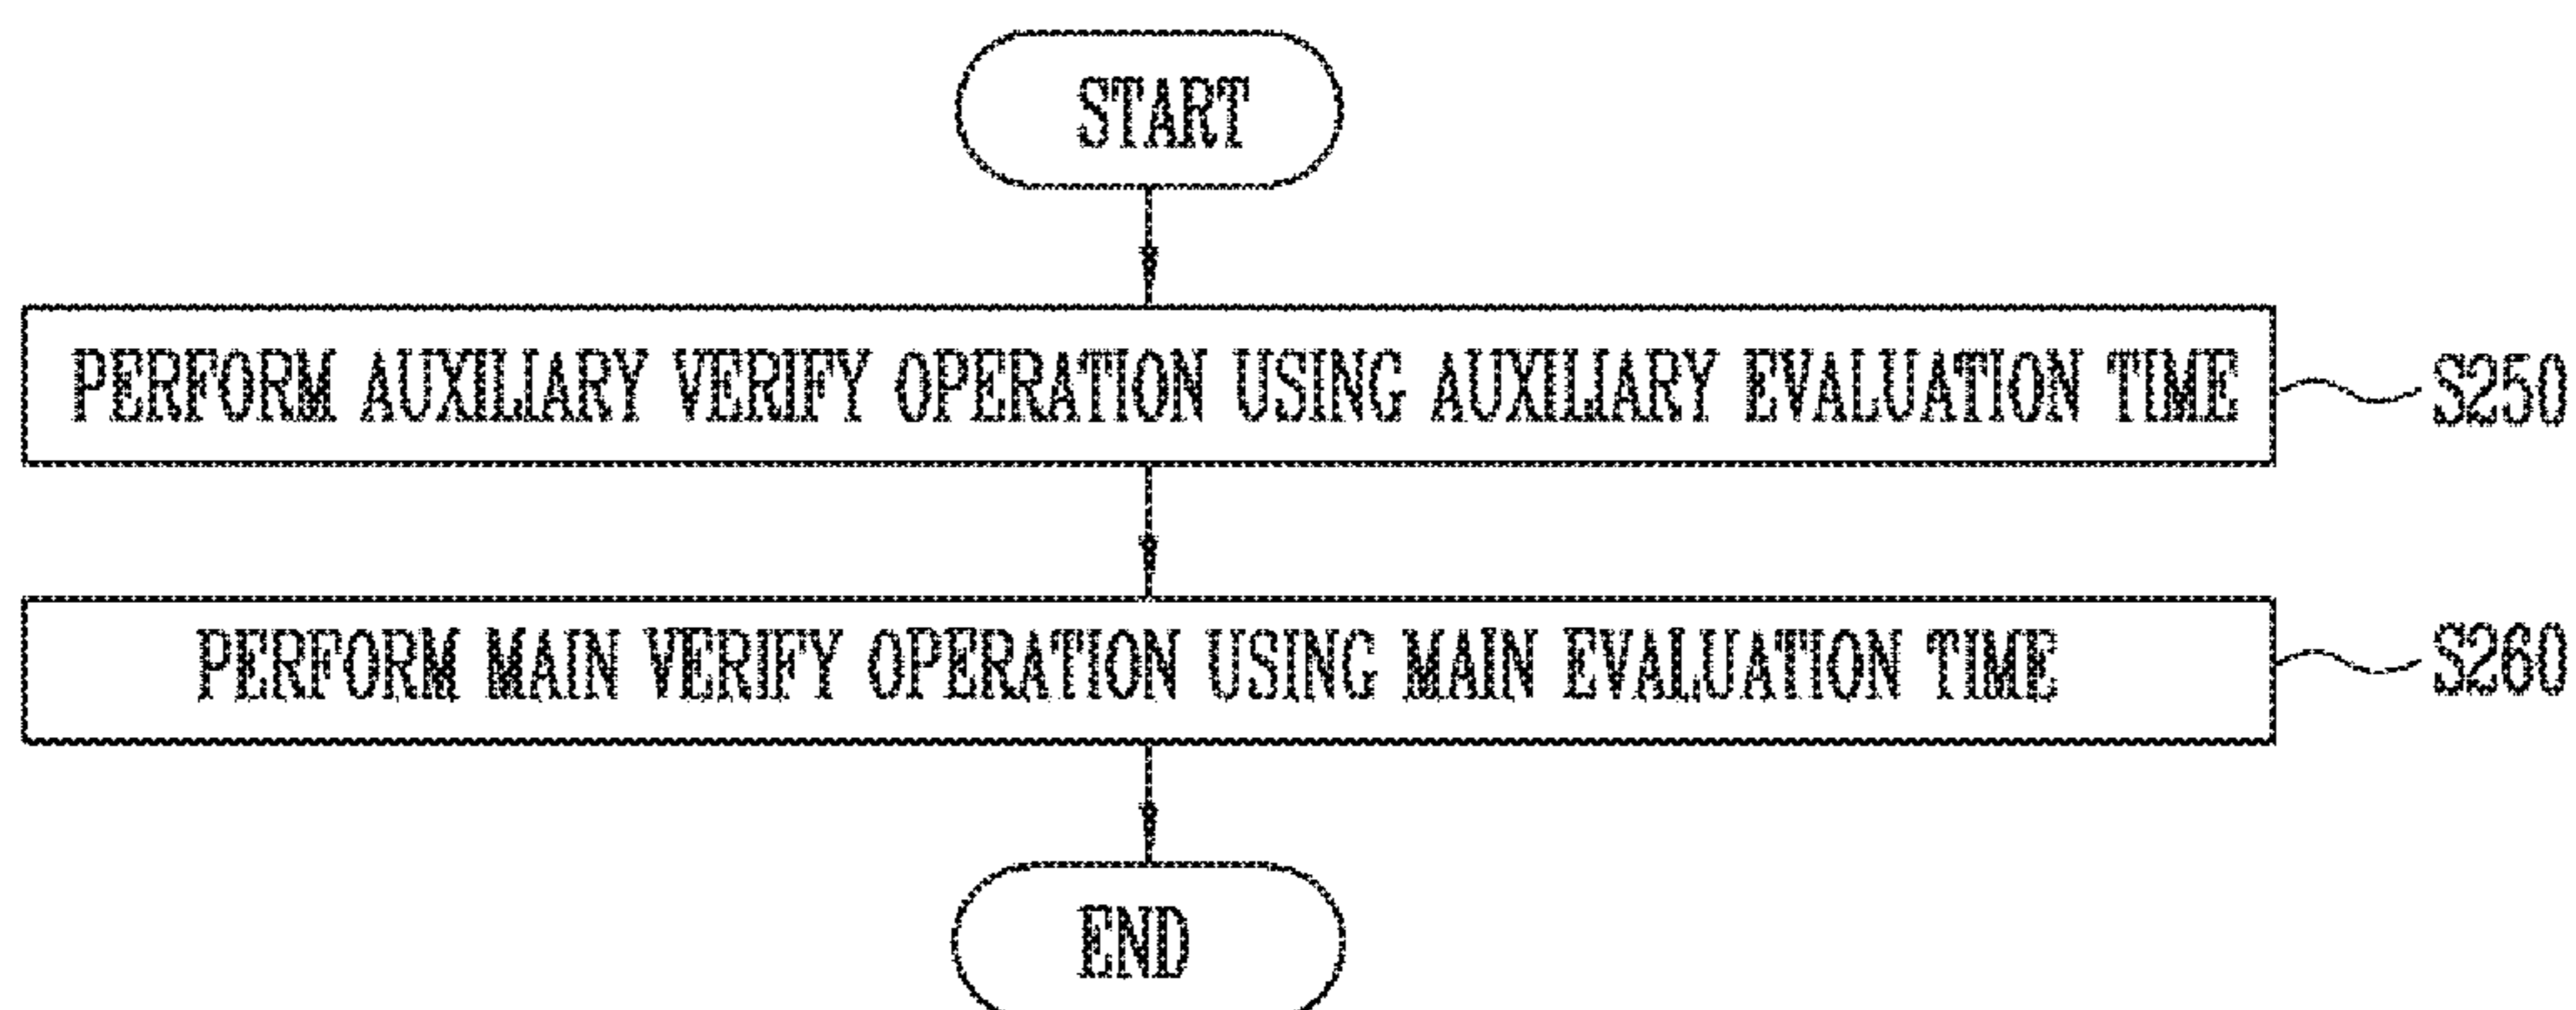 START
PERFORM AUXILIARY VERIFY OPERATION USING AUXILIARY EVALUATION TIME
S250
PERFORM MAIN VERIFY OPERATION USING MAIN EVALUATION TIME
S260
END